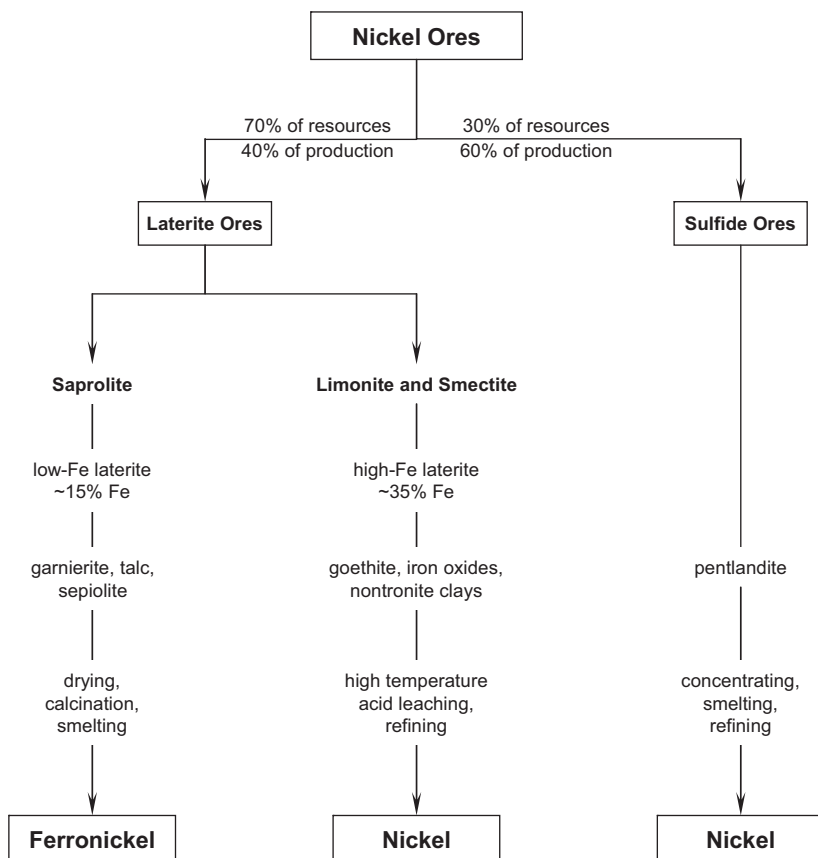 Nickel Ores
70% of resources
40% of production
30% of resources
60% of production
Laterite Ores
Sulfide Ores
Saprolite
Limonite and Smectite
low-Fe laterite
~15% Fe
high-Fe laterite
~35% Fe
garnierite, talc,
sepiolite
goethite, iron oxides,
nontronite clays
pentlandite
drying,
calcination,
smelting
high temperature
acid leaching,
refining
concentrating,
smelting,
refining
Ferronickel
Nickel
Nickel